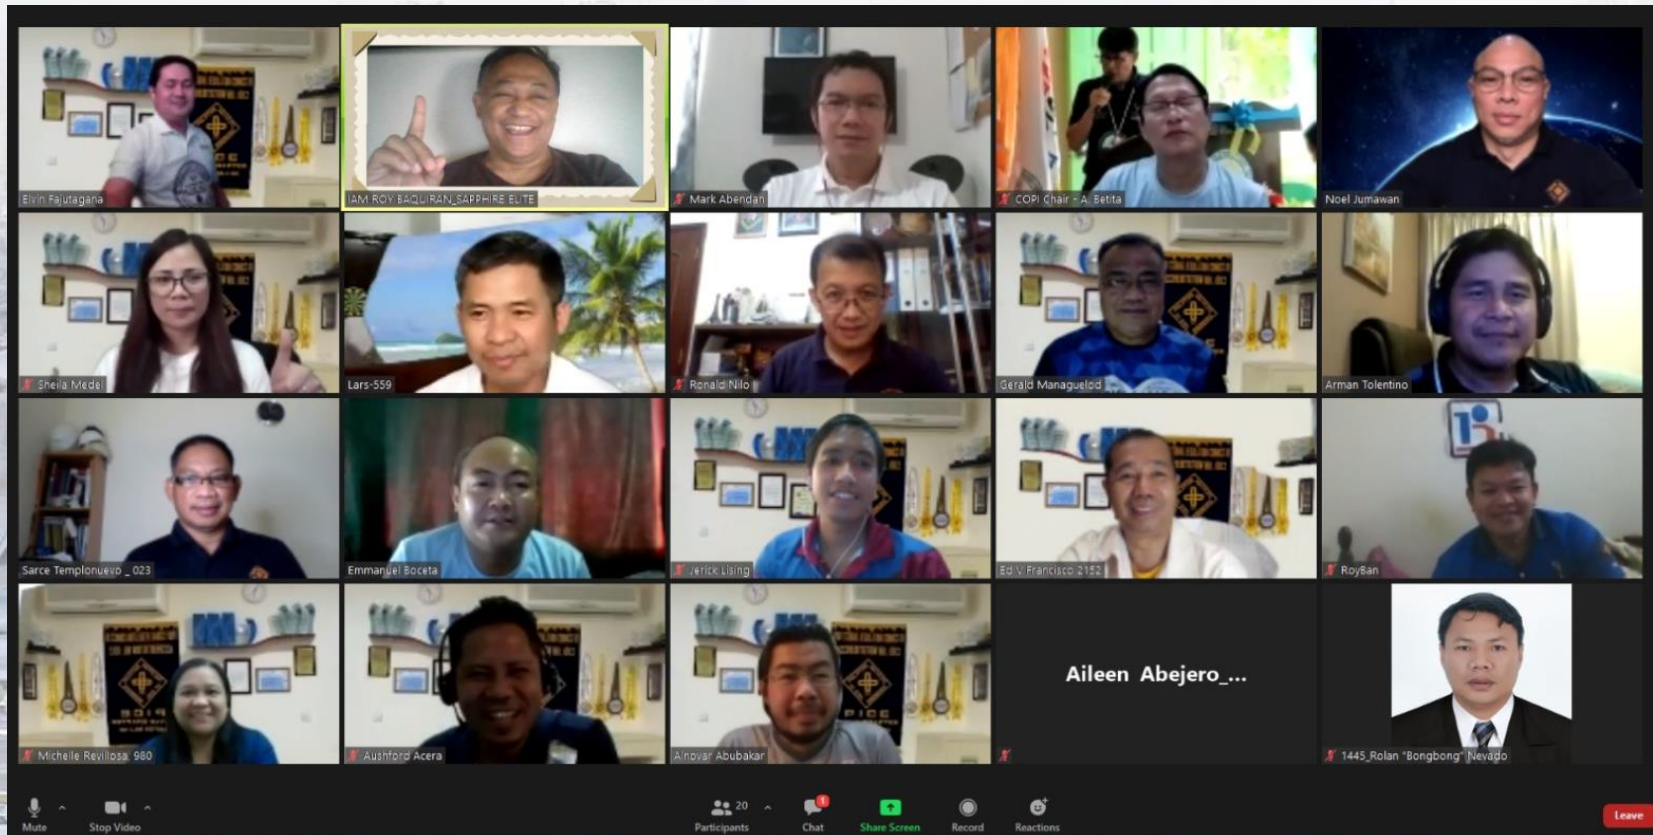 Elvin Fajutagana
IAM ROY BAQUIRAN_SAPPHIRE ELITE
Mark Abendan
COPI Chair - A. Betita
Noel Jumawan
Sheila Medel
Lars-559
Ronald Nilo
Gerald Managuelod
Arman Tolentino
Sarce Templonuevo _ 023
Emmanuel Boceta
Jerick Lising
Ed V Francisco 2152
RoyBan
Michelle Revillosa, 980
Aushford Acera
PICE
Alnovar Abubakar
Aileen Abejero_...
1445_Rolan "Bongbong" Nevado
Mute
Stop Video
Participants
20
Chat
1
Share Screen
Record
Reactions
Leave